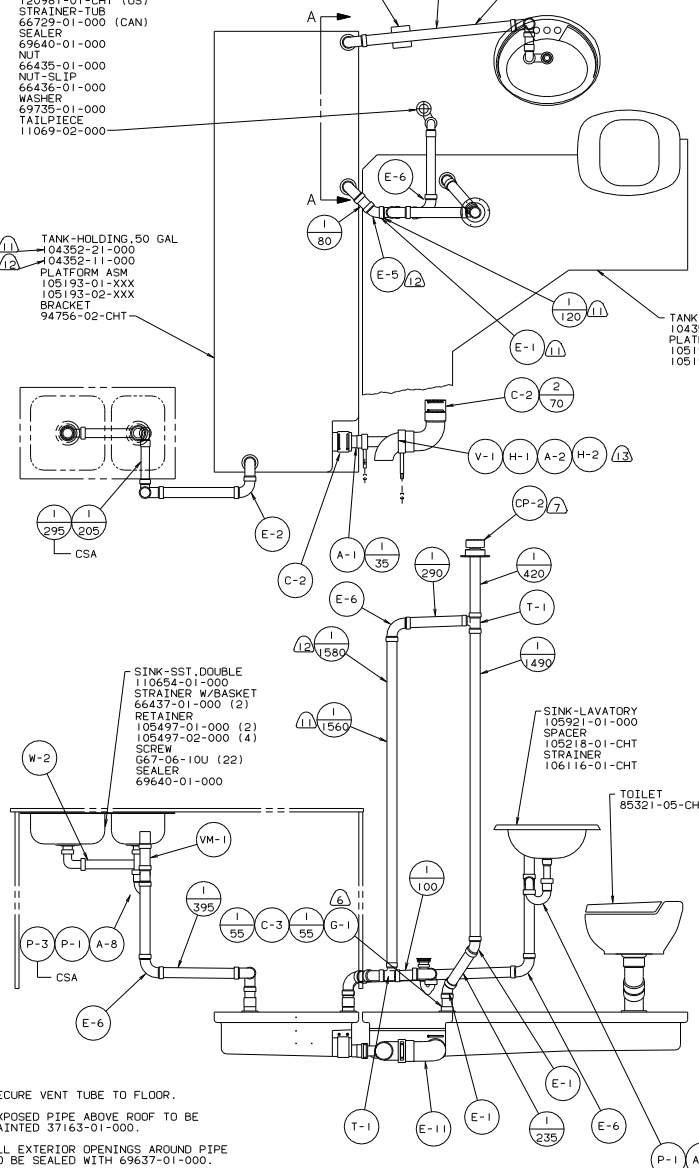 120981-01-CHT (US)
STRAINER-TUB
66729-01-000 (CAN)
SEALER
69640-01-000
NUT
66435-01-000
NUT-SLIP
66436-01-000
WASHER
69735-01-000
TAILPIECE
11069-02-000
A
A
E-6
1
80
E-5
12
11
12
TANK-HOLDING,50 GAL
104352-21-000
104352-11-000
PLATFORM ASM
105193-01-XXX
105193-02-XXX
BRACKET
94756-02-CHT
1
120
11
E-1
11
TANK
C-2
2
70
V-1
H-1
A-2
H-2
13
1
295
1
205
CSA
E-2
C-2
A-1
1
35
CP-2
7
1
290
1
420
E-6
T-1
12
1
1580
1
1490
11
1
1560
SINK-SST,DOUBLE
110654-01-000
STRAINER W/BASKET
66437-01-000 (2)
RETAINER
105497-01-000 (2)
105497-02-000 (4)
SCREW
G67-06-10U (22)
SEALER
69640-01-000
SINK-LAVATORY
105921-01-000
SPACER
105218-01-CHT
STRAINER
106116-01-CHT
TOILET
85321-05-CH
W-2
VM-1
1
100
1
395
6
1
55
C-3
1
55
G-1
P-3
P-1
A-8
CSA
E-6
T-1
E-11
E-1
1
235
E-1
E-6
P-1
A
ECURE VENT TUBE TO FLOOR.
XPOSED PIPE ABOVE ROOF TO BE
AINTED 37163-01-000.
LL EXTERIOR OPENINGS AROUND PIPE
O BE SEALED WITH 69637-01-000.